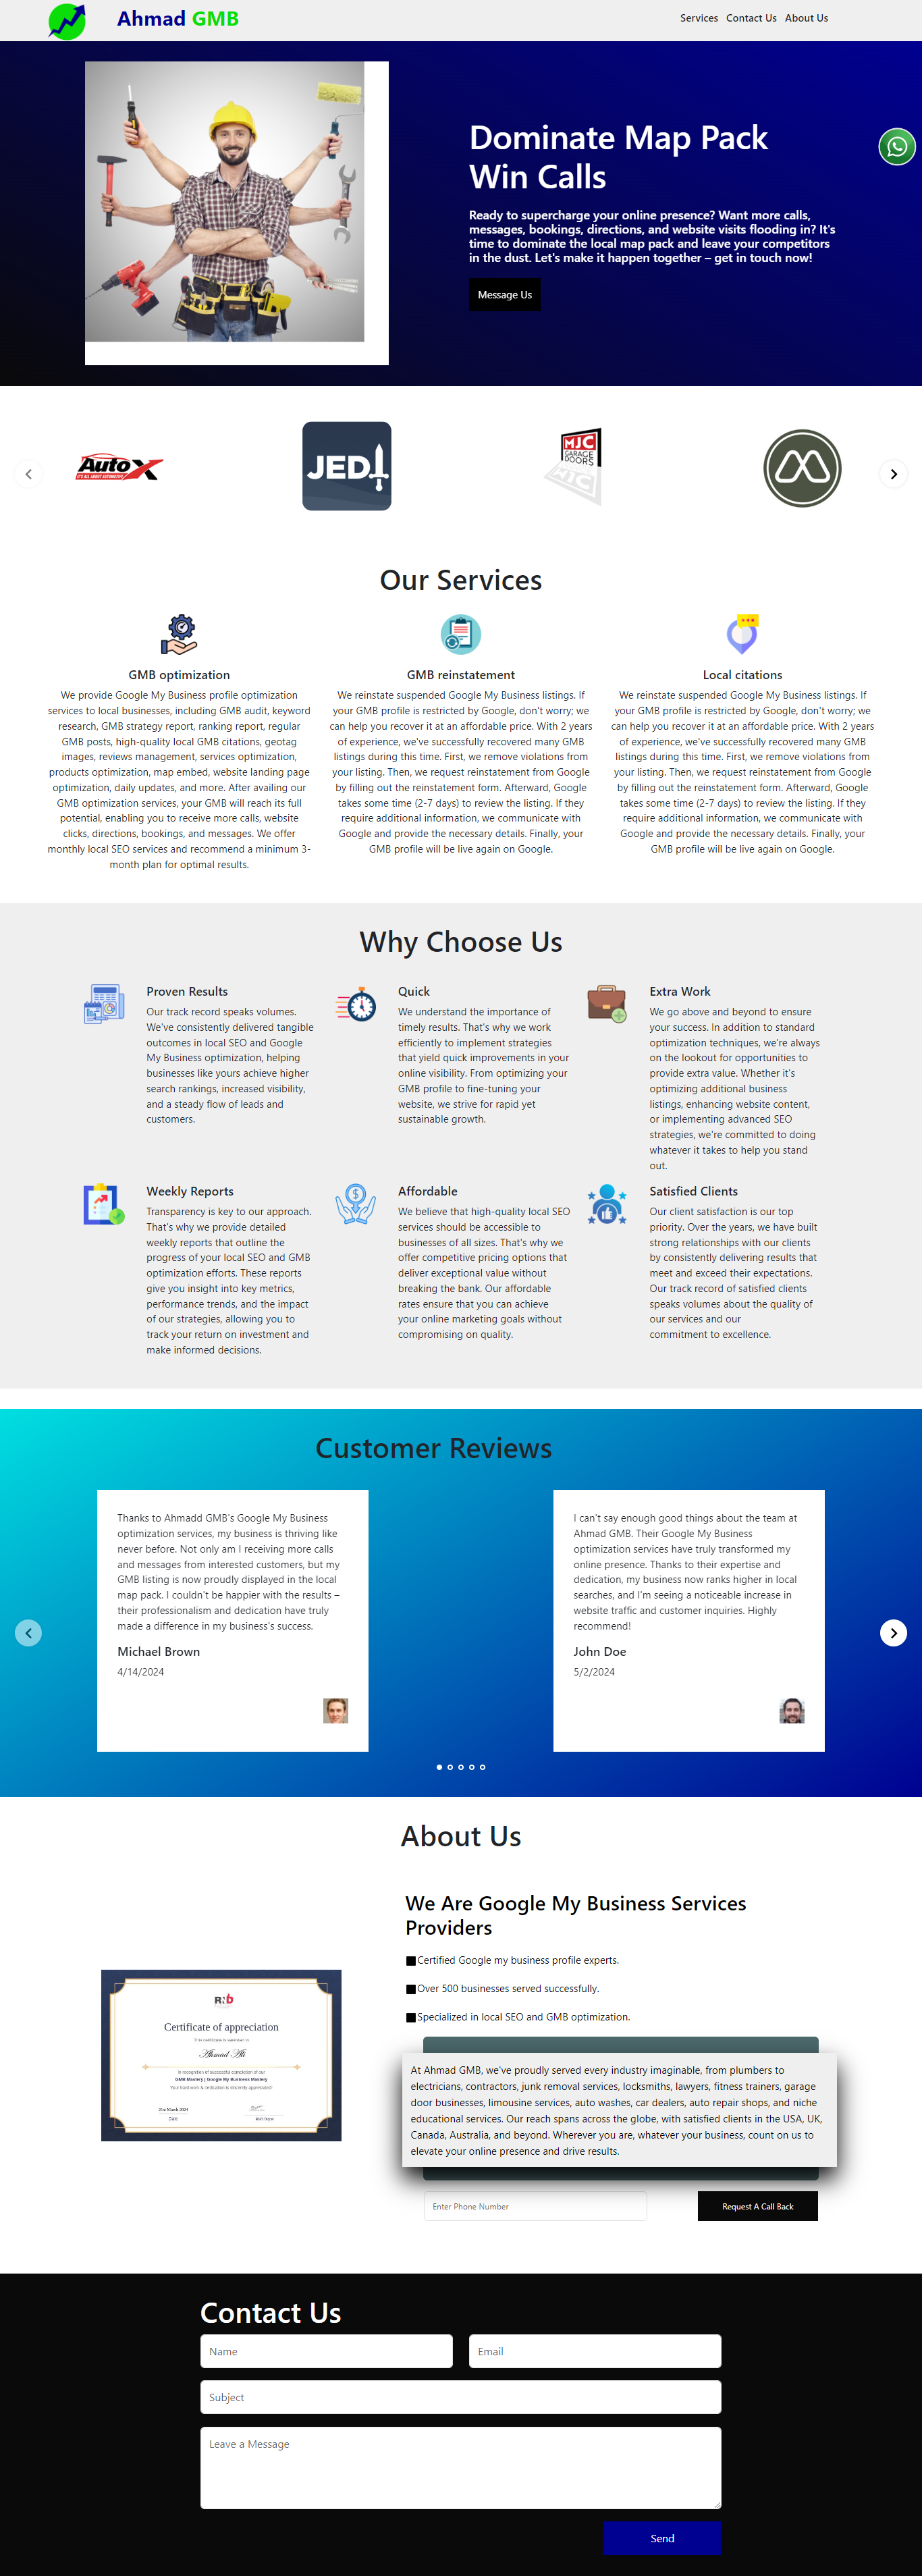 Ahmad GMB
Services Contact Us About Us
Dominate Map Pack
Win Calls
Ready to supercharge your online presence? Want more calls,
messages, bookings, directions, and website visits flooding in? It's
time to dominate the local map pack and leave your competitors
in the dust. Let's make it happen together – get in touch now!
Message Us
Auto X
IT'S ALL ABOUT AUTOMOTIVE
JEDI
MJC
GARAGE
DOORS
Our Services
GMB optimization
We provide Google My Business profile optimization
services to local businesses, including GMB audit, keyword
research, GMB strategy report, ranking report, regular
GMB posts, high-quality local GMB citations, geotag
images, reviews management, services optimization,
products optimization, map embed, website landing page
optimization, daily updates, and more. After availing our
GMB optimization services, your GMB will reach its full
potential, enabling you to receive more calls, website
clicks, directions, bookings, and messages. We offer
monthly local SEO services and recommend a minimum 3-
month plan for optimal results.
GMB reinstatement
We reinstate suspended Google My Business listings. If
your GMB profile is restricted by Google, don't worry; we
can help you recover it at an affordable price. With 2 years
of experience, we've successfully recovered many GMB
listings during this time. First, we remove violations from
your listing. Then, we request reinstatement from Google
by filling out the reinstatement form. Afterward, Google
takes some time (2-7 days) to review the listing. If they
require additional information, we communicate with
Google and provide the necessary details. Finally, your
GMB profile will be live again on Google.
Local citations
We reinstate suspended Google My Business listings. If
your GMB profile is restricted by Google, don't worry; we
can help you recover it at an affordable price. With 2 years
of experience, we've successfully recovered many GMB
listings during this time. First, we remove violations from
your listing. Then, we request reinstatement from Google
by filling out the reinstatement form. Afterward, Google
takes some time (2-7 days) to review the listing. If they
require additional information, we communicate with
Google and provide the necessary details. Finally, your
GMB profile will be live again on Google.
Why Choose Us
Proven Results
Our track record speaks volumes.
We've consistently delivered tangible
outcomes in local SEO and Google
My Business optimization, helping
businesses like yours achieve higher
search rankings, increased visibility,
and a steady flow of leads and
customers.
Quick
We understand the importance of
timely results. That's why we work
efficiently to implement strategies
that yield quick improvements in your
online visibility. From optimizing your
GMB profile to fine-tuning your
website, we strive for rapid yet
sustainable growth.
Extra Work
We go above and beyond to ensure
your success. In addition to standard
optimization techniques, we're always
on the lookout for opportunities to
provide extra value. Whether it's
optimizing additional business
listings, enhancing website content,
or implementing advanced SEO
strategies, we're committed to doing
whatever it takes to help you stand
out.
Weekly Reports
Transparency is key to our approach.
That's why we provide detailed
weekly reports that outline the
progress of your local SEO and GMB
optimization efforts. These reports
give you insight into key metrics,
performance trends, and the impact
of our strategies, allowing you to
track your return on investment and
make informed decisions.
Affordable
We believe that high-quality local SEO
services should be accessible to
businesses of all sizes. That's why we
offer competitive pricing options that
deliver exceptional value without
breaking the bank. Our affordable
rates ensure that you can achieve
your online marketing goals without
compromising on quality.
Satisfied Clients
Our client satisfaction is our top
priority. Over the years, we have built
strong relationships with our clients
by consistently delivering results that
meet and exceed their expectations.
Our track record of satisfied clients
speaks volumes about the quality of
our services and our
commitment to excellence.
Customer Reviews
Thanks to Ahmadd GMB's Google My Business
optimization services, my business is thriving like
never before. Not only am I receiving more calls
and messages from interested customers, but my
GMB listing is now proudly displayed in the local
map pack. I couldn't be happier with the results –
their professionalism and dedication have truly
made a difference in my business's success.
Michael Brown
4/14/2024
I can't say enough good things about the team at
Ahmad GMB. Their Google My Business
optimization services have truly transformed my
online presence. Thanks to their expertise and
dedication, my business now ranks higher in local
searches, and I'm seeing a noticeable increase in
website traffic and customer inquiries. Highly
recommend!
John Doe
5/2/2024
About Us
Certificate of appreciation
This certificate is awarded to
Ahmad Ali
in recognition of successful completion of our
GMB Mastery | Google My Business Mastery
Your hard work & dedication is sincerely appreciated!
Date
We Are Google My Business Services
Providers
Certified Google my business profile experts.
Over 500 businesses served successfully.
Specialized in local SEO and GMB optimization.
At Ahmad GMB, we've proudly served every industry imaginable, from plumbers to
electricians, contractors, junk removal services, locksmiths, lawyers, fitness trainers, garage
door businesses, limousine services, auto washes, car dealers, auto repair shops, and niche
educational services. Our reach spans across the globe, with satisfied clients in the USA, UK,
Canada, Australia, and beyond. Wherever you are, whatever your business, count on us to
elevate your online presence and drive results.
Enter Phone Number
Request A Call Back
Contact Us
Name
Email
Subject
Leave a Message
Send